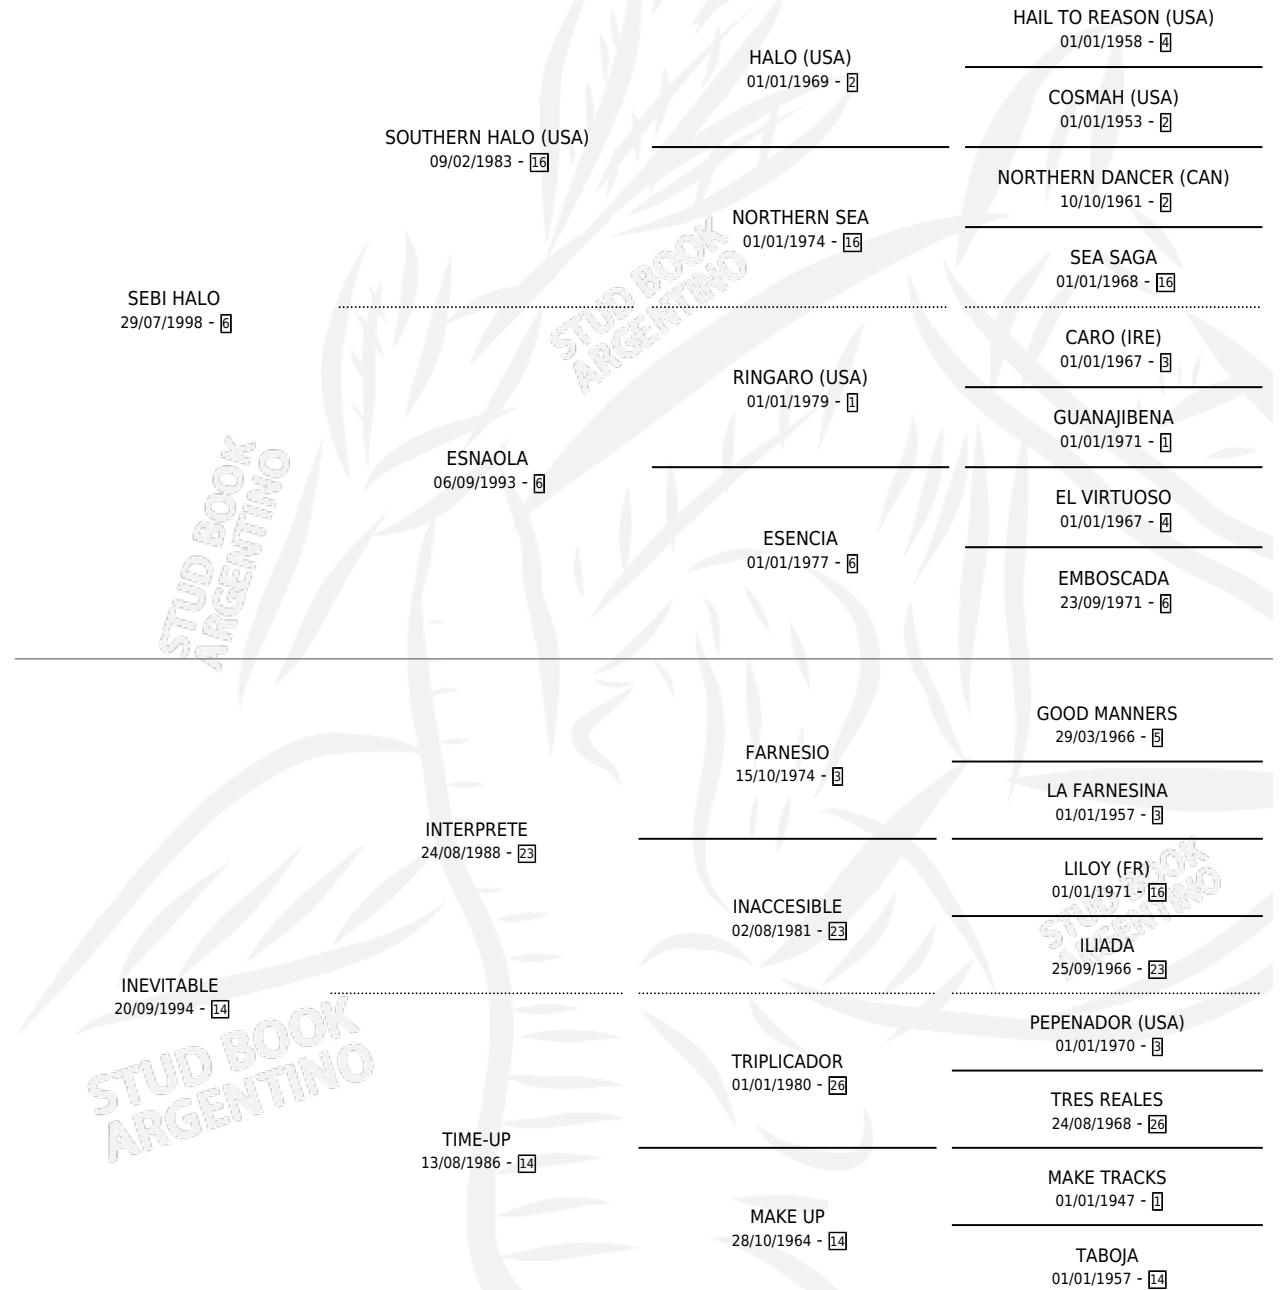 HAIL TO REASON (USA)
01/01/1958 - 4
HALO (USA)
01/01/1969 - 2
COSMAH (USA)
01/01/1953 - 2
SOUTHERN HALO (USA)
09/02/1983 - 16
NORTHERN DANCER (CAN)
10/10/1961 - 2
NORTHERN SEA
01/01/1974 - 16
SEA SAGA
01/01/1968 - 16
SEBI HALO
29/07/1998 - 6
CARO (IRE)
01/01/1967 - 3
RINGARO (USA)
01/01/1979 - 1
GUANAJIBENA
01/01/1971 - 1
ESNAOLA
06/09/1993 - 6
EL VIRTUOSO
01/01/1967 - 4
ESENCIA
01/01/1977 - 6
EMBOSCADA
23/09/1971 - 6
GOOD MANNERS
29/03/1966 - 5
FARNESIO
15/10/1974 - 3
LA FARNESINA
01/01/1957 - 3
INTERPRETE
24/08/1988 - 23
LILOY (FR)
01/01/1971 - 16
INACCESIBLE
02/08/1981 - 23
ILIADA
25/09/1966 - 23
INEVITABLE
20/09/1994 - 14
PEPENADOR (USA)
01/01/1970 - 3
TRIPLICADOR
01/01/1980 - 26
TRES REALES
24/08/1968 - 26
TIME-UP
13/08/1986 - 14
MAKE TRACKS
01/01/1947 - 1
MAKE UP
28/10/1964 - 14
TABOJA
01/01/1957 - 14
STUD BOOK
ARGENTINO
STUD BOOK
ARGENTINO
STUD BOOK
ARGENTINO
STUD BOOK
ARGENTINO